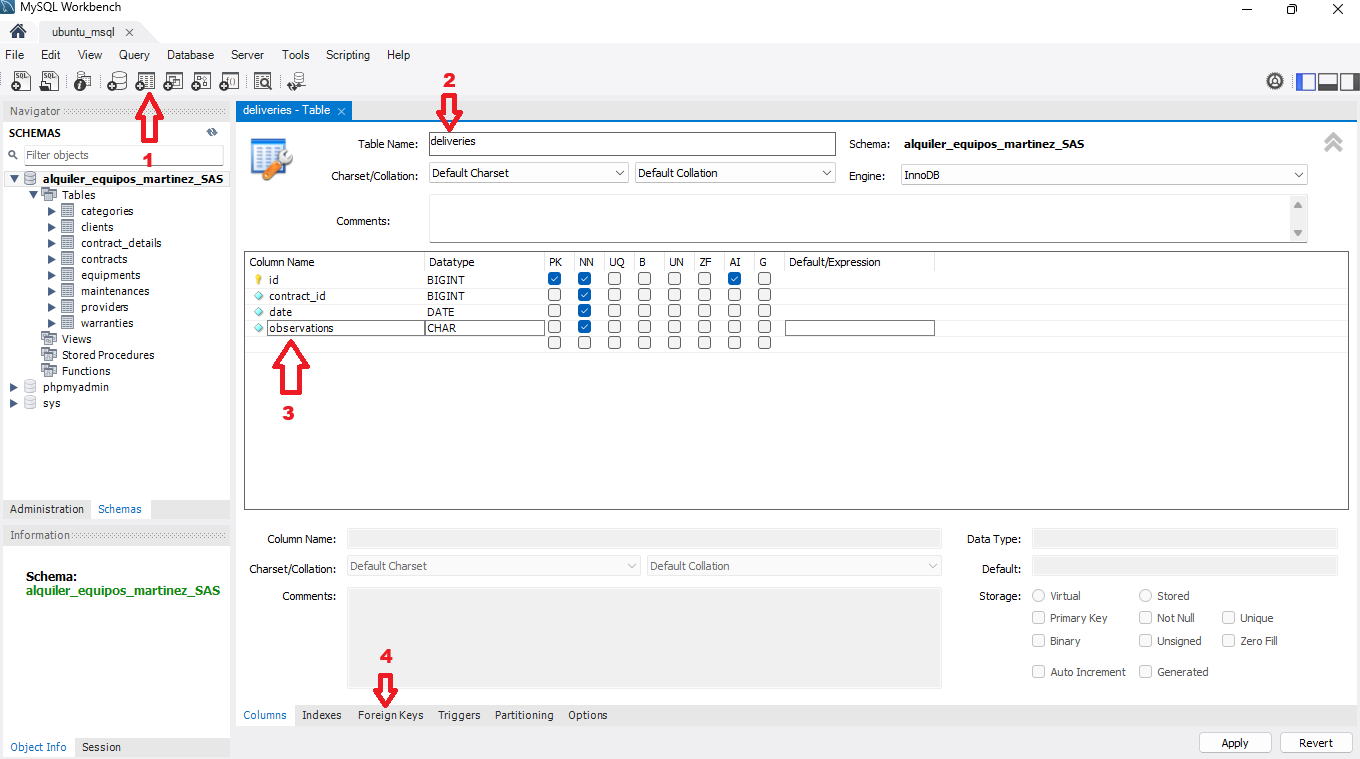 MySQL Workbench
ubuntu_msql
File Edit View Query Database Server Tools Scripting Help
SQL SQL
Navigator
SCHEMAS
Filter objects
alquiler_equipos_martinez_SAS
Tables
categories
clients
contract_details
contracts
equipments
maintenances
providers
warranties
Views
Stored Procedures
Functions
phpmyadmin
sys
Administration Schemas
Information
Schema:
alquiler_equipos_martinez_SAS
Object Info Session
1
2
deliveries - Table
Table Name: deliveries Schema: alquiler_equipos_martinez_SAS
Charset/Collation: Default Charset Default Collation Engine: InnoDB
Comments:
Column Name Datatype PK NN UQ B UN ZF AI G Default/Expression
id BIGINT
contract_id BIGINT
date DATE
observations CHAR
3
Column Name: Data Type:
Charset/Collation: Default Charset Default Collation Default:
Comments: Storage: Virtual Stored
Primary Key Not Null Unique
Binary Unsigned Zero Fill
Auto Increment Generated
4
Columns Indexes Foreign Keys Triggers Partitioning Options
Apply Revert